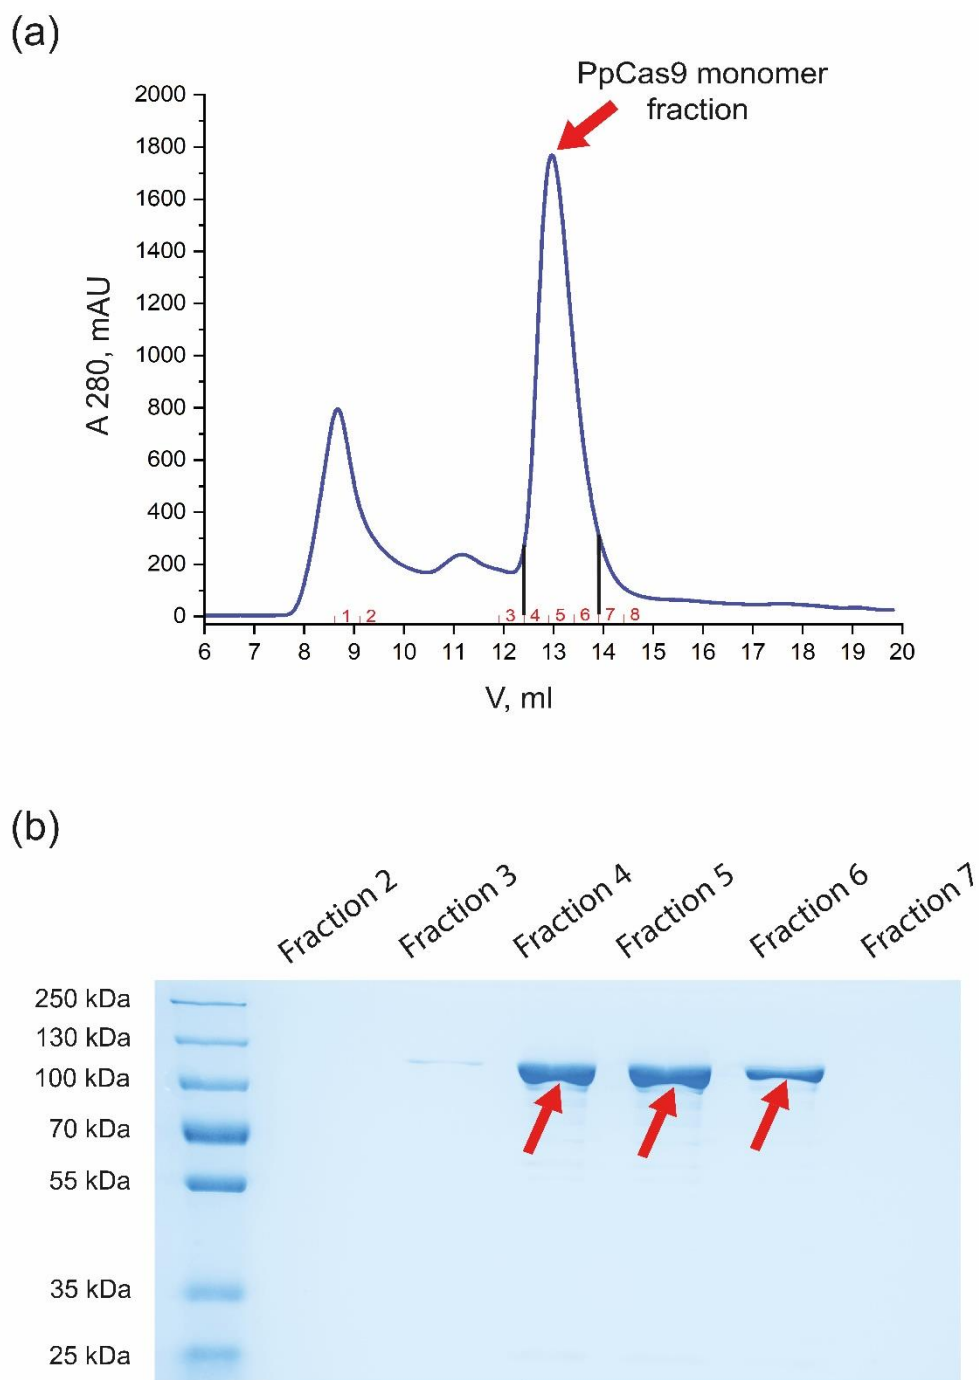 (a)
PpCas9 monomer
fraction
2000
1800
1600
1400
1200
1000
800
600
400
200
0
A 280, mAU
1 2 3 4 5 6 7 8
6 7 8 9 10 11 12 13 14 15 16 17 18 19 20
V, ml
(b)
Fraction 2 Fraction 3 Fraction 4 Fraction 5 Fraction 6 Fraction 7
250 kDa
130 kDa
100 kDa
70 kDa
55 kDa
35 kDa
25 kDa